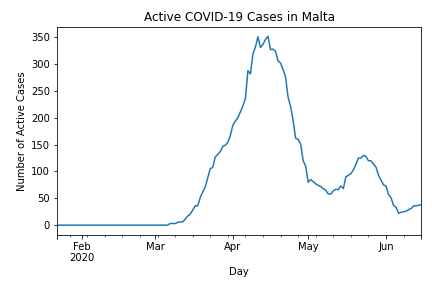 Active COVID-19 Cases in Malta
Number of Active Cases
350
300
250
200
150
100
50
0
Feb
2020
Mar
Apr
May
Jun
Day